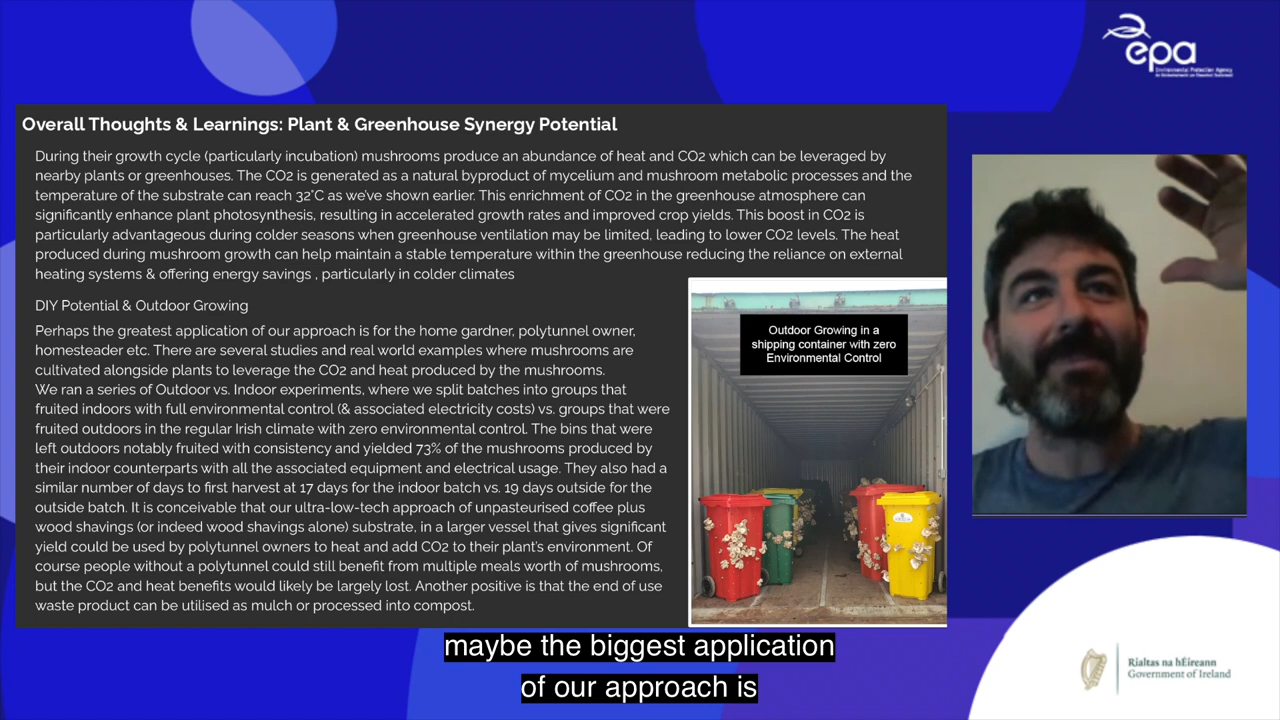 epa
Environmental Protection Agency
Overall Thoughts & Learnings: Plant & Greenhouse Synergy Potential
During their growth cycle (particularly incubation) mushrooms produce an abundance of heat and CO2 which can be leveraged by
nearby plants or greenhouses. The CO2 is generated as a natural byproduct of mycelium and mushroom metabolic processes and the
temperature of the substrate can reach 32°C as we've shown earlier. This enrichment of CO2 in the greenhouse atmosphere can
significantly enhance plant photosynthesis, resulting in accelerated growth rates and improved crop yields. This boost in CO2 is
particularly advantageous during colder seasons when greenhouse ventilation may be limited, leading to lower CO2 levels. The heat
produced during mushroom growth can help maintain a stable temperature within the greenhouse reducing the reliance on external
heating systems & offering energy savings , particularly in colder climates
DIY Potential & Outdoor Growing
Perhaps the greatest application of our approach is for the home gardner, polytunnel owner,
homesteader etc. There are several studies and real world examples where mushrooms are
cultivated alongside plants to leverage the CO2 and heat produced by the mushrooms.
We ran a series of Outdoor vs. Indoor experiments, where we split batches into groups that
fruited indoors with full environmental control (& associated electricity costs) vs. groups that were
fruited outdoors in the regular Irish climate with zero environmental control. The bins that were
left outdoors notably fruited with consistency and yielded 73% of the mushrooms produced by
their indoor counterparts with all the associated equipment and electrical usage. They also had a
similar number of days to first harvest at 17 days for the indoor batch vs. 19 days outside for the
outside batch. It is conceivable that our ultra-low-tech approach of unpasteurised coffee plus
wood shavings (or indeed wood shavings alone) substrate, in a larger vessel that gives significant
yield could be used by polytunnel owners to heat and add CO2 to their plant's environment. Of
course people without a polytunnel could still benefit from multiple meals worth of mushrooms,
but the CO2 and heat benefits would likely be largely lost. Another positive is that the end of use
waste product can be utilised as mulch or processed into compost.
Outdoor Growing in a
shipping container with zero
Environmental Control
maybe the biggest application
of our approach is
Rialtas na hÉireann
Government of Ireland